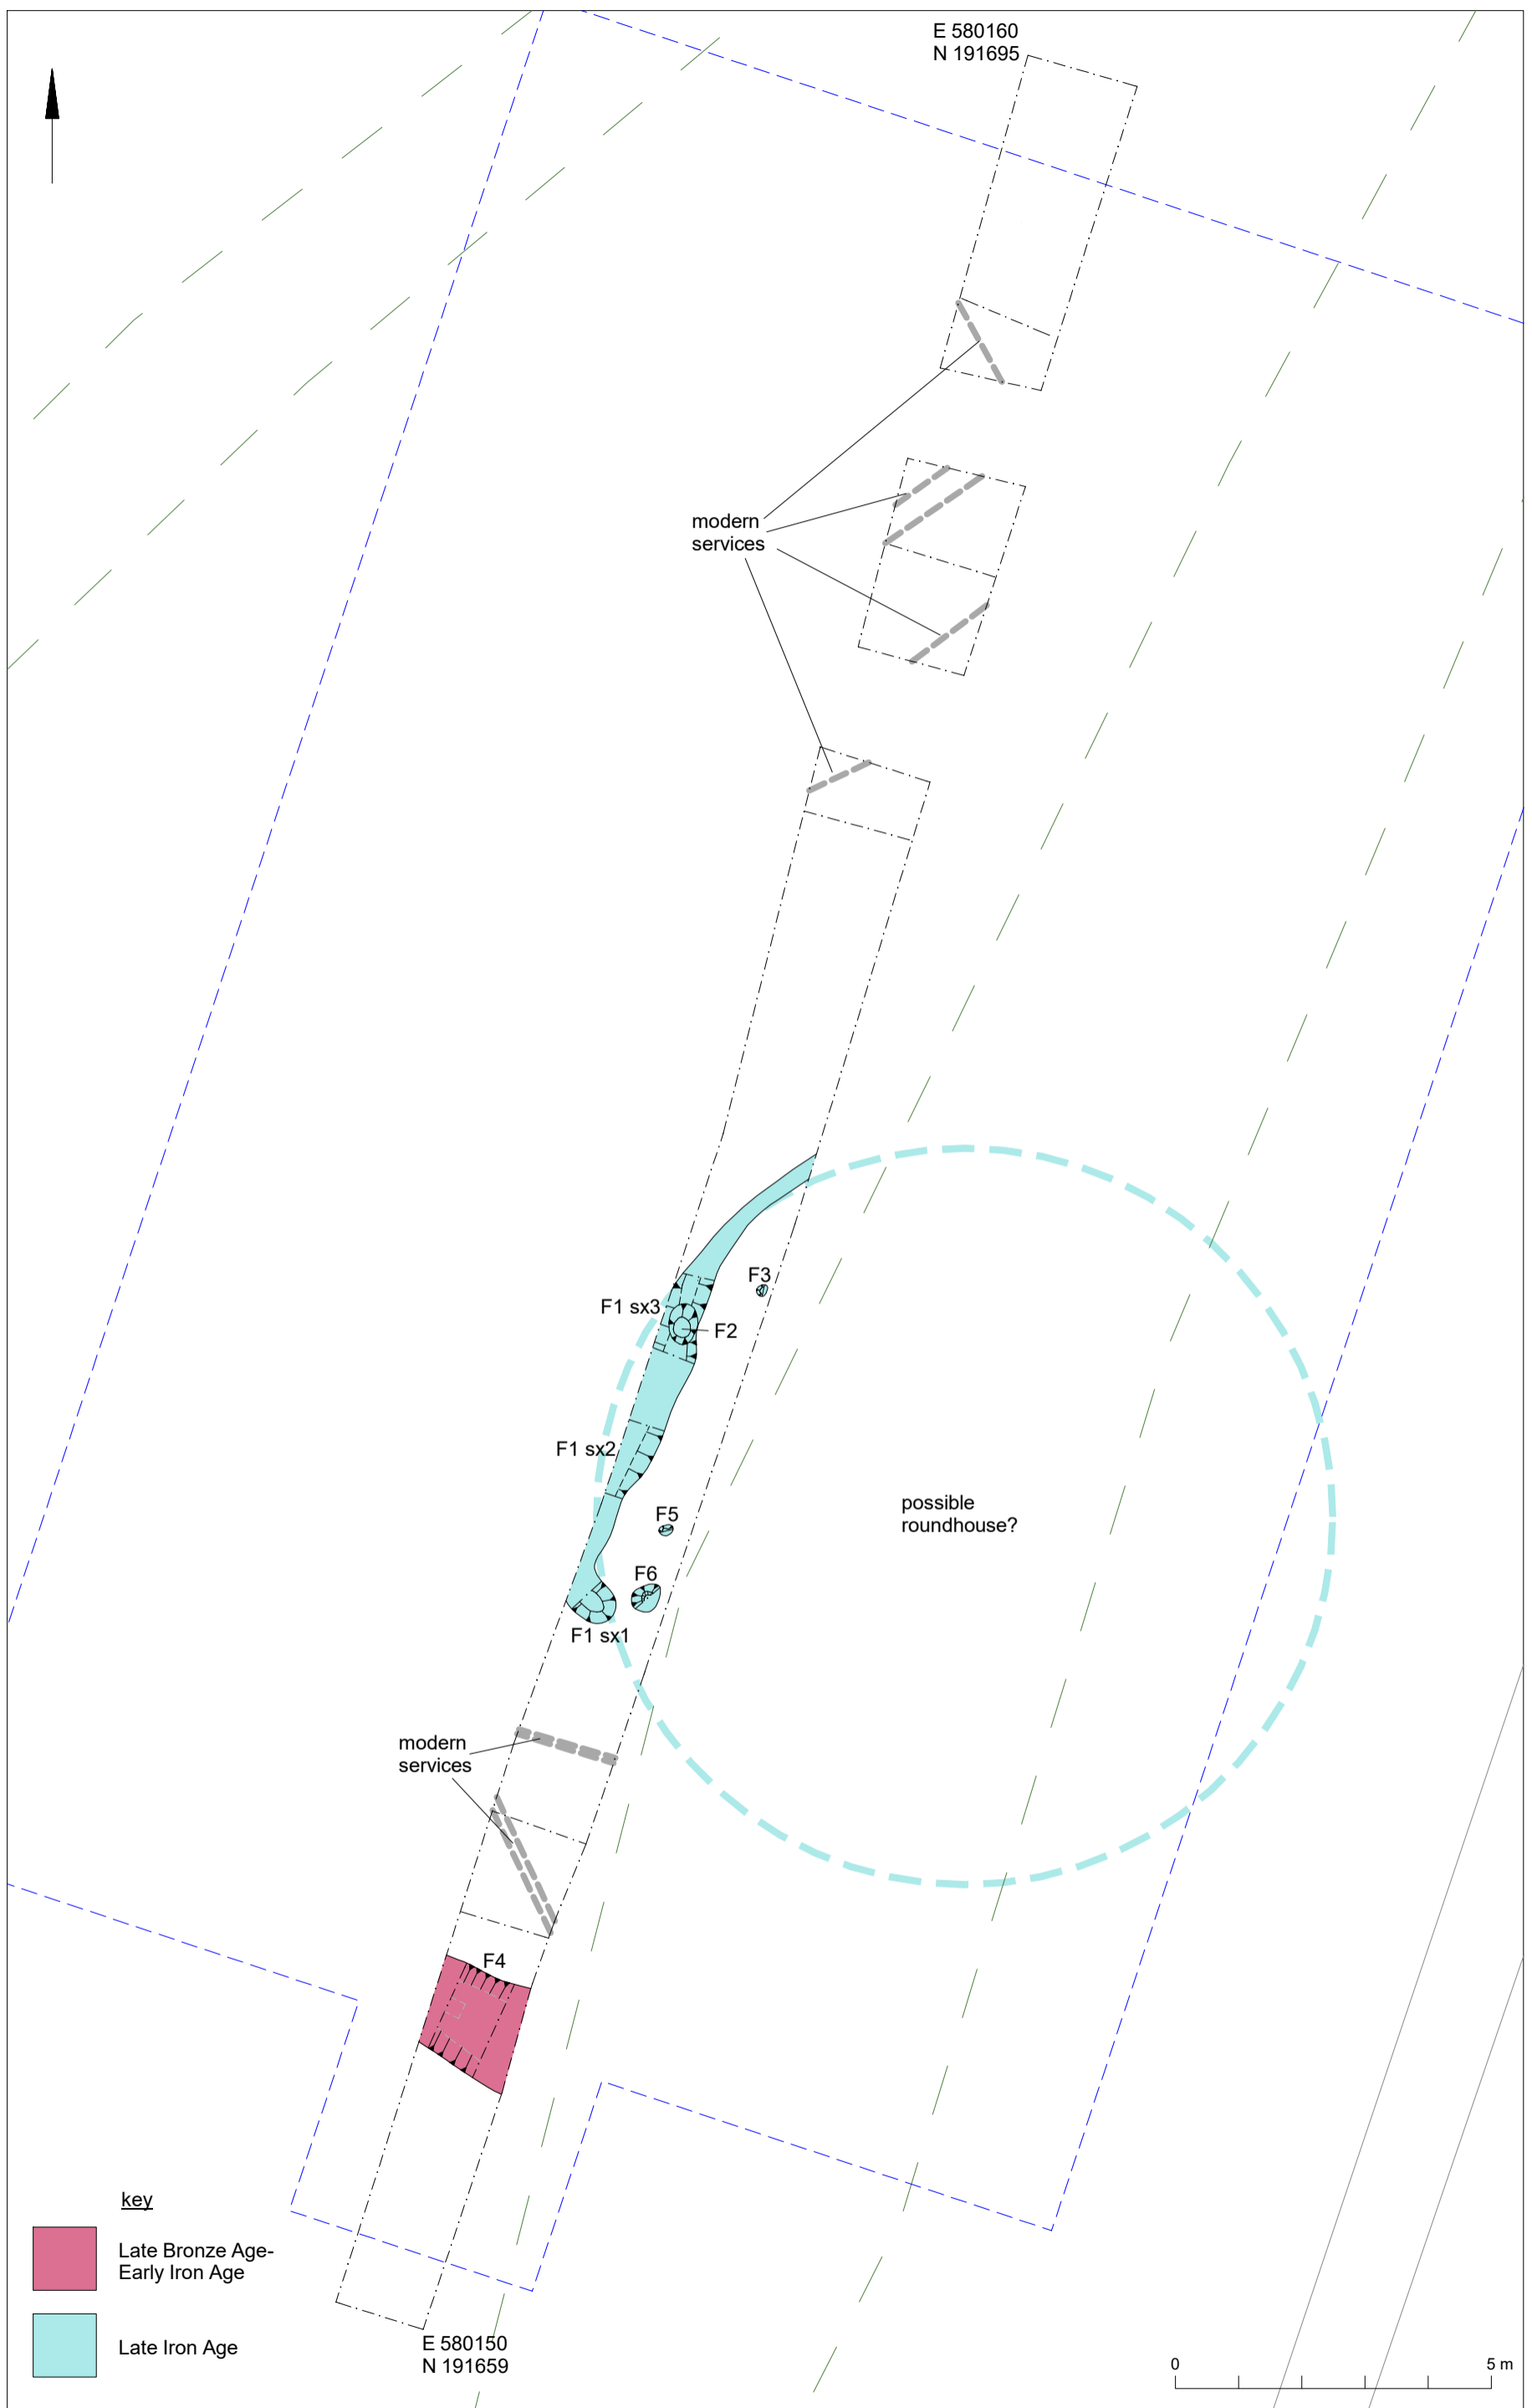 E 580160
N 191695
modern
services
F3
F1 sx3
F2
F1 sx2
possible
roundhouse?
F5
F6
F1 sx1
modern
services
F4
key
Late Bronze Age-
Early Iron Age
Late Iron Age
E 580150
N 191659
0 5 m